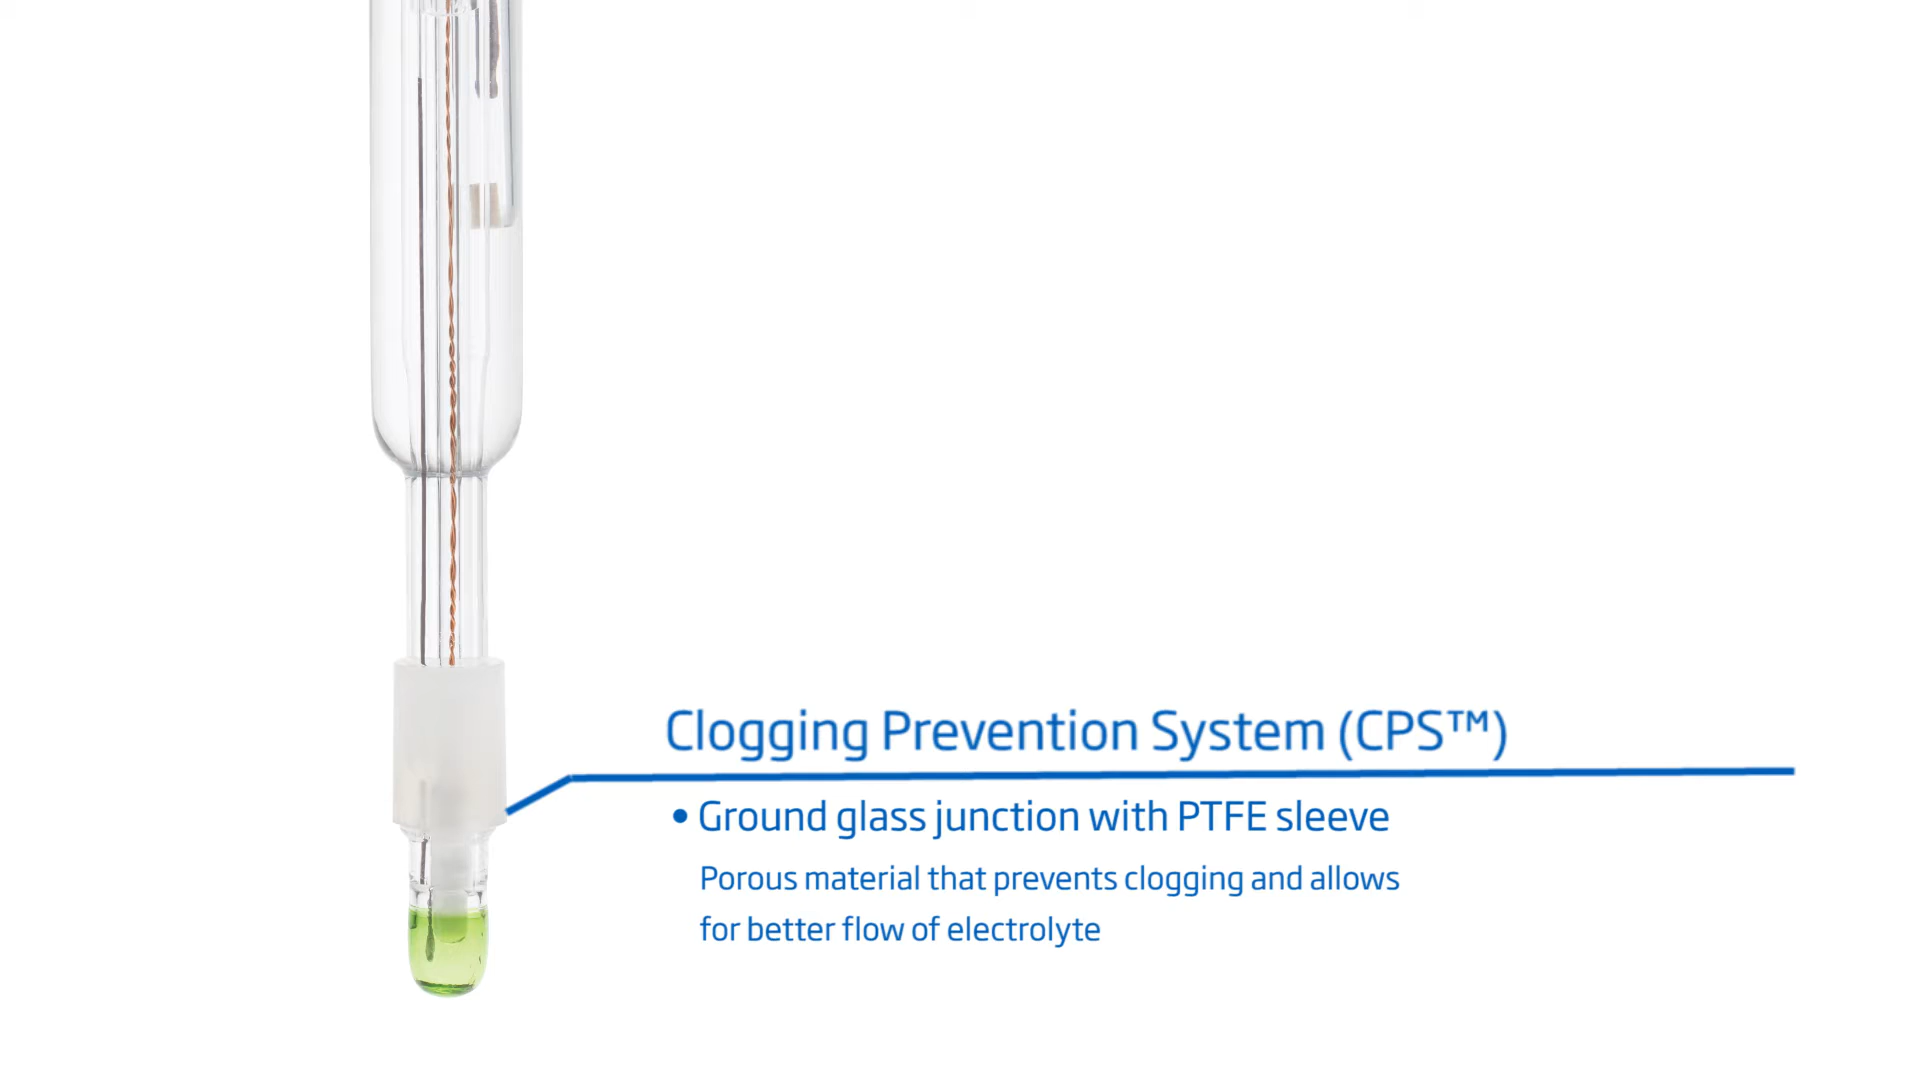 Clogging Prevention System (CPS™)
• Ground glass junction with PTFE sleeve
Porous material that prevents clogging and allows
for better flow of electrolyte